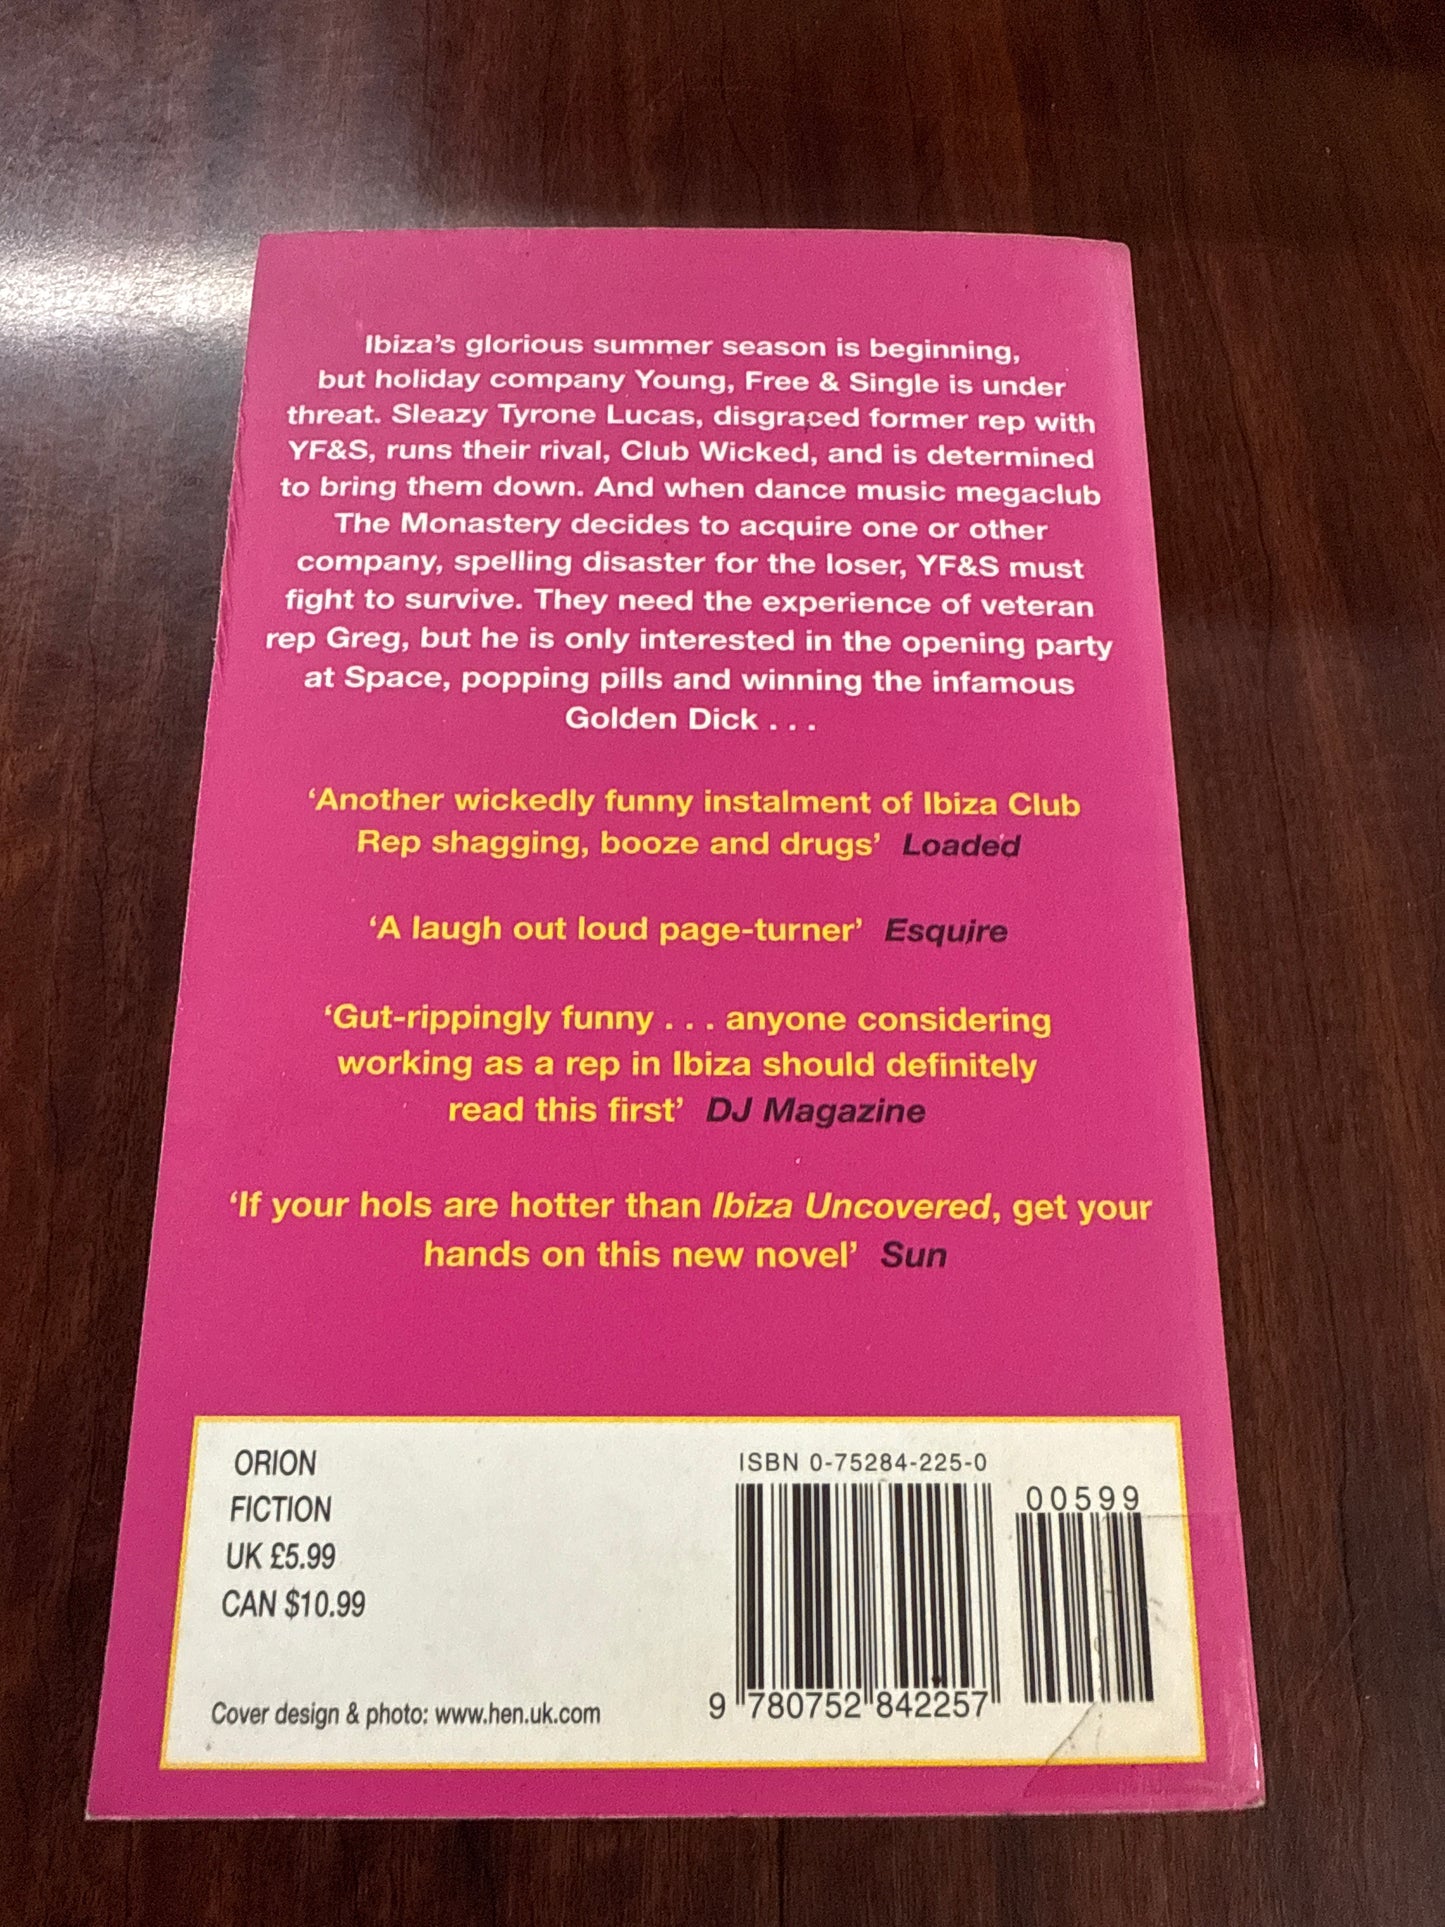 Ibiza's glorious summer season is beginning,
but holiday company Young, Free & Single is under
threat. Sleazy Tyrone Lucas, disgraced former rep with
YF&S, runs their rival, Club Wicked, and is determined
to bring them down. And when dance music megaclub
The Monastery decides to acquire one or other
company, spelling disaster for the loser, YF&S must
fight to survive. They need the experience of veteran
rep Greg, but he is only interested in the opening party
at Space, popping pills and winning the infamous
Golden Dick . . .
‘Another wickedly funny instalment of Ibiza Club
Rep shagging, booze and drugs’ Loaded
‘A laugh out loud page-turner’ Esquire
‘Gut-rippingly funny . . . anyone considering
working as a rep in Ibiza should definitely
read this first’ DJ Magazine
‘If your hols are hotter than Ibiza Uncovered, get your
hands on this new novel’ Sun
ORION
FICTION
UK £5.99
CAN $10.99
Cover design & photo: www.hen.uk.com
ISBN 0-75284-225-0
00599
9 780752 842257